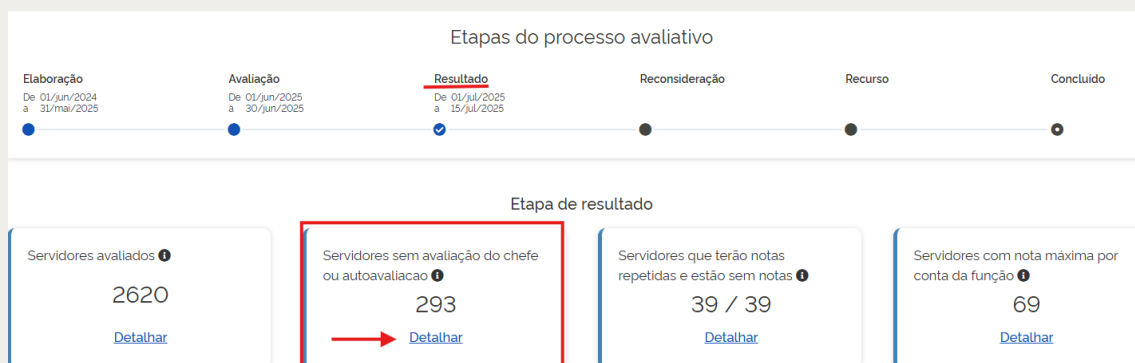 Etapas do processo avaliativo
Elaboração
De 01/jun/2024
a 31/mai/2025
Avaliação
De 01/jun/2025
a 30/jun/2025
Resultado
De 01/jul/2025
a 15/jul/2025
Reconsideração
Recurso
Concluído
Etapa de resultado
Servidores avaliados
2620
Detalhar
Servidores sem avaliação do chefe
ou autoavaliacao
293
Detalhar
Servidores que terão notas
repetidas e estão sem notas
39 / 39
Detalhar
Servidores com nota máxima por
conta da função
69
Detalhar